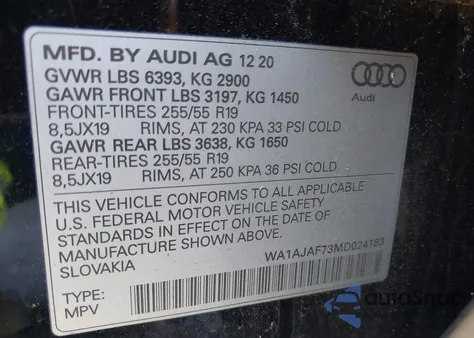 MFD. BY AUDI AG 12 20
GVWR LBS 6393, KG 2900
GAWR FRONT LBS 3197, KG 1450
FRONT-TIRES 255/55 R19
8,5JX19 RIMS, AT 230 KPA 33 PSI COLD
GAWR REAR LBS 3638, KG 1650
REAR-TIRES 255/55 R19
8,5JX19 RIMS, AT 250 KPA 36 PSI COLD
Audi
THIS VEHICLE CONFORMS TO ALL APPLICABLE
U.S. FEDERAL MOTOR VEHICLE SAFETY
STANDARDS IN EFFECT ON THE DATE OF
MANUFACTURE SHOWN ABOVE.
SLOVAKIA
WA1AJAF73MD024183
TYPE:
MPV
autoSnap